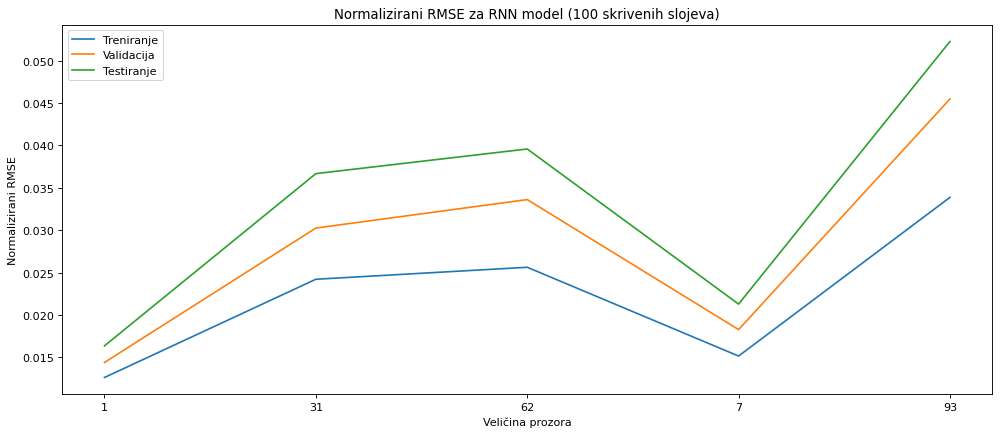 Normalizirani RMSE za RNN model (100 skrivenih slojeva)
Treniranje
Validacija
Testiranje
Normalizirani RMSE
0.050
0.045
0.040
0.035
0.030
0.025
0.020
0.015
1
31
62
7
93
Veličina prozora